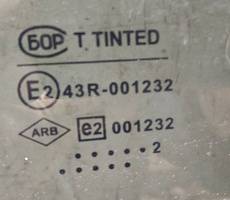 БОР T. TINTED
E2 43R-001232
ARB e2 001232
..... 2
......